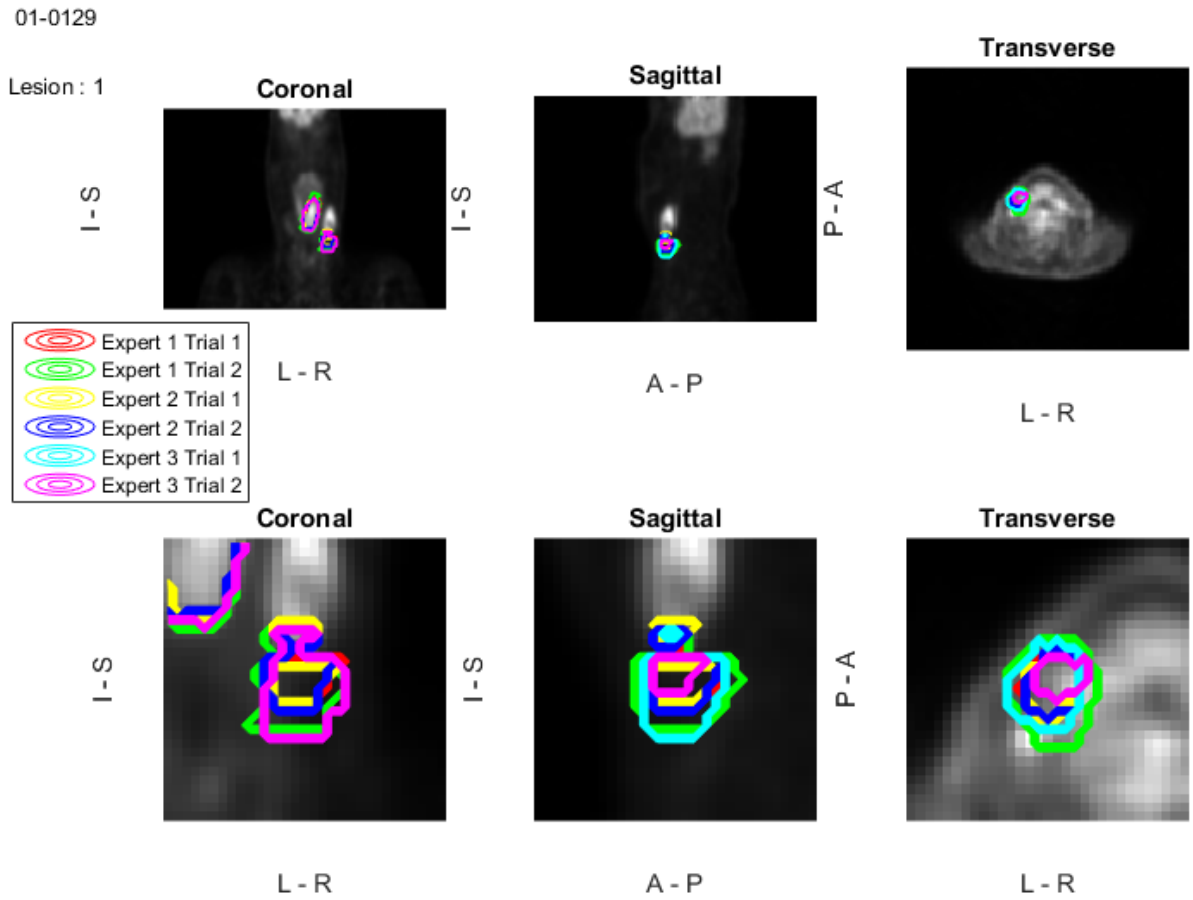 01-0129
Lesion : 1
Coronal
Sagittal
Transverse
I - S
I - S
P - A
L - R
A - P
L - R
Expert 1 Trial 1
Expert 1 Trial 2
Expert 2 Trial 1
Expert 2 Trial 2
Expert 3 Trial 1
Expert 3 Trial 2
Coronal
Sagittal
Transverse
I - S
I - S
P - A
L - R
A - P
L - R